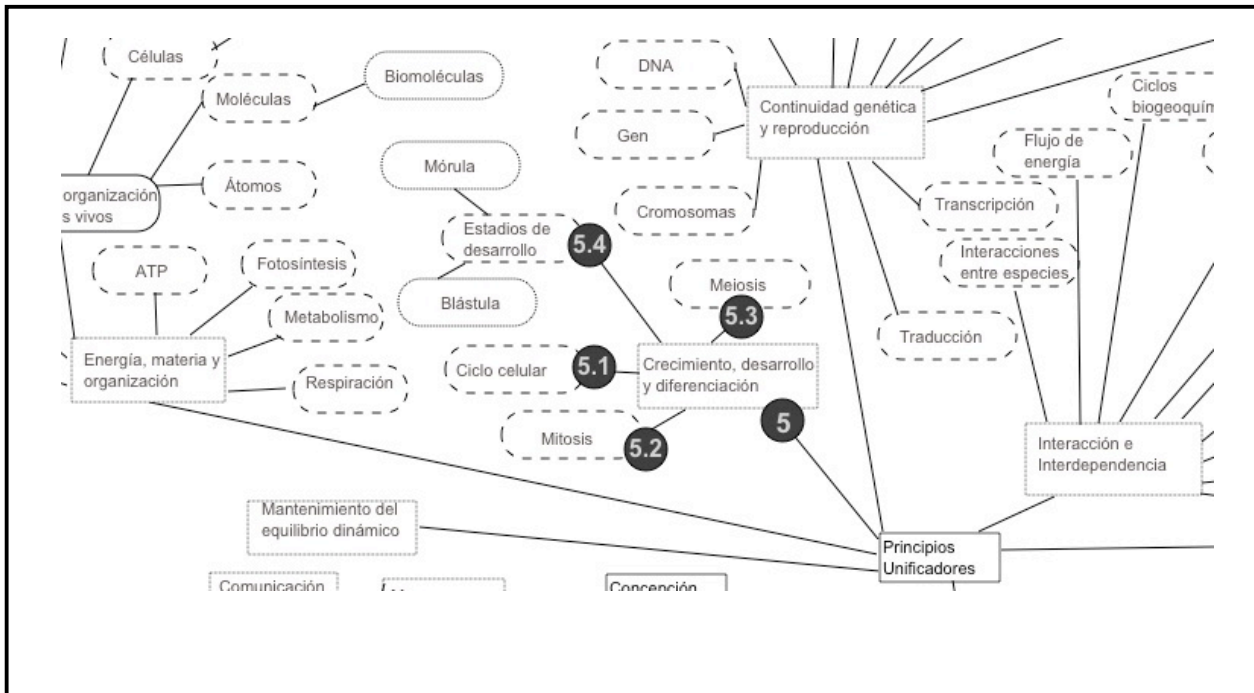 Células
DNA
Biomoléculas
Moléculas
Ciclos
Continuidad genética
y reproducción
Gen
Flujo de
energía
Mórula
Átomos
organización
s vivos
Cromosomas
Transcripción
Estadios de
desarrollo
5.4
Interacciones
entre especies
ATP
Fotosíntesis
Meiosis
5.3
Blástula
Metabolismo
Traducción
Energía, materia y
organización
Ciclo celular
5.1
Crecimiento, desarrollo
y diferenciación
Respiración
5
Mitosis
5.2
Interacción e
Interdependencia
Mantenimiento del
equilibrio dinámico
Principios
Unificadores
Comunicación
Concepción